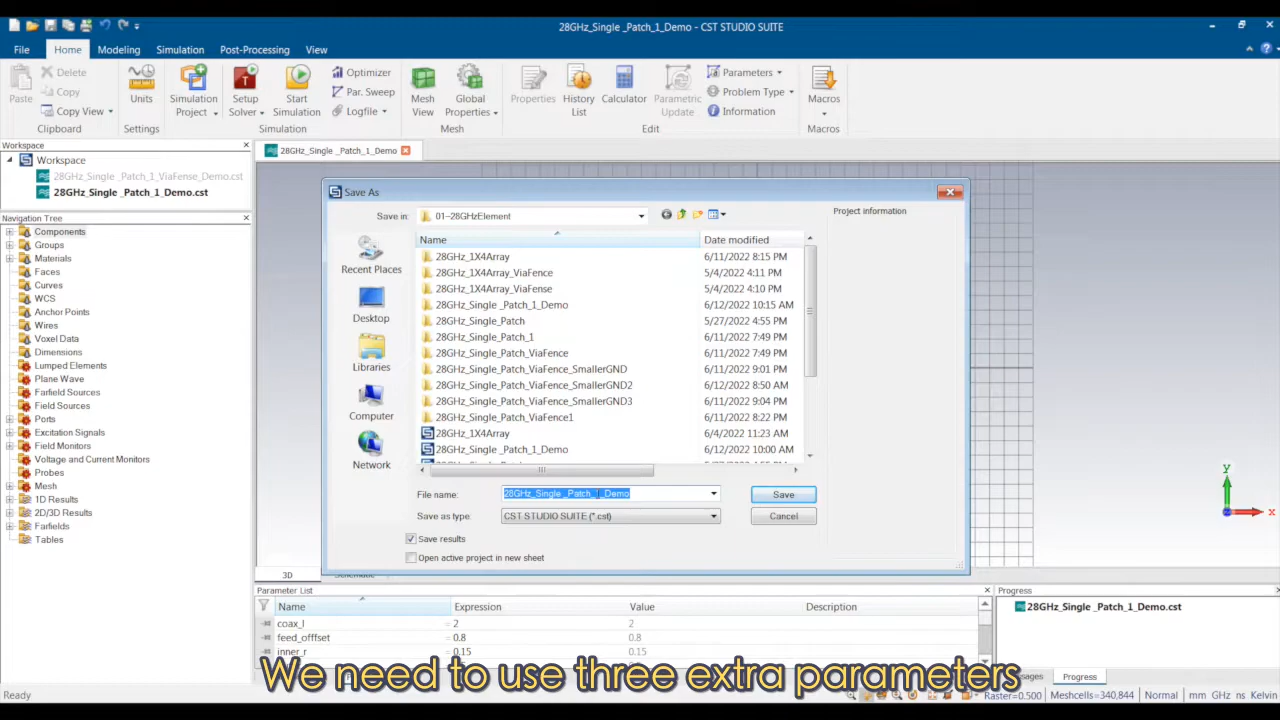 28GHz_Single _Patch_1_Demo - CST STUDIO SUITE
File Home Modeling Simulation Post-Processing View
Paste
Delete
Copy
Copy View
Clipboard
Units
Settings
Simulation Project
Setup Solver
Start Simulation
Optimizer
Par. Sweep
Logfile
Simulation
Mesh View
Global Properties
Mesh
Properties
History List
Calculator
Parametric Update
Parameters
Problem Type
Information
Edit
Macros
Macros
Workspace
Workspace
28GHz_Single _Patch_1_ViaFense_Demo.cst
28GHz_Single _Patch_1_Demo.cst
Navigation Tree
Components
Groups
Materials
Faces
Curves
WCS
Anchor Points
Wires
Voxel Data
Dimensions
Lumped Elements
Plane Wave
Farfield Sources
Field Sources
Ports
Excitation Signals
Field Monitors
Voltage and Current Monitors
Probes
Mesh
1D Results
2D/3D Results
Farfields
Tables
28GHz_Single _Patch_1_Demo
Save As
Save in: 01--28GHzElement
Project information
Recent Places
Desktop
Libraries
Computer
Network
Name Date modified
28GHz_1X4Array 6/11/2022 8:15 PM
28GHz_1X4Array_ViaFence 5/4/2022 4:11 PM
28GHz_1X4Array_ViaFense 5/4/2022 4:10 PM
28GHz_Single _Patch_1_Demo 6/12/2022 10:15 AM
28GHz_Single_Patch 5/27/2022 4:55 PM
28GHz_Single_Patch_1 6/11/2022 7:49 PM
28GHz_Single_Patch_ViaFence 6/11/2022 7:49 PM
28GHz_Single_Patch_ViaFence_SmallerGND 6/11/2022 9:01 PM
28GHz_Single_Patch_ViaFence_SmallerGND2 6/12/2022 8:50 AM
28GHz_Single_Patch_ViaFence_SmallerGND3 6/11/2022 9:04 PM
28GHz_Single_Patch_ViaFence1 6/11/2022 8:22 PM
28GHz_1X4Array 6/4/2022 11:23 AM
28GHz_Single _Patch_1_Demo 6/12/2022 10:00 AM
File name: 28GHz_Single _Patch_1_Demo Save
Save as type: CST STUDIO SUITE (*.cst) Cancel
Save results
Open active project in new sheet
y
x
3D Schematic
Parameter List
Name Expression Value Description
coax_l = 2 2
feed_offfset = 0.8 0.8
inner_r = 0.15 0.15
Progress
28GHz_Single _Patch_1_Demo.cst
Progress
We need to use three extra parameters
Ready Raster=0.500 Meshcells=340,844 Normal mm GHz ns Kelvin